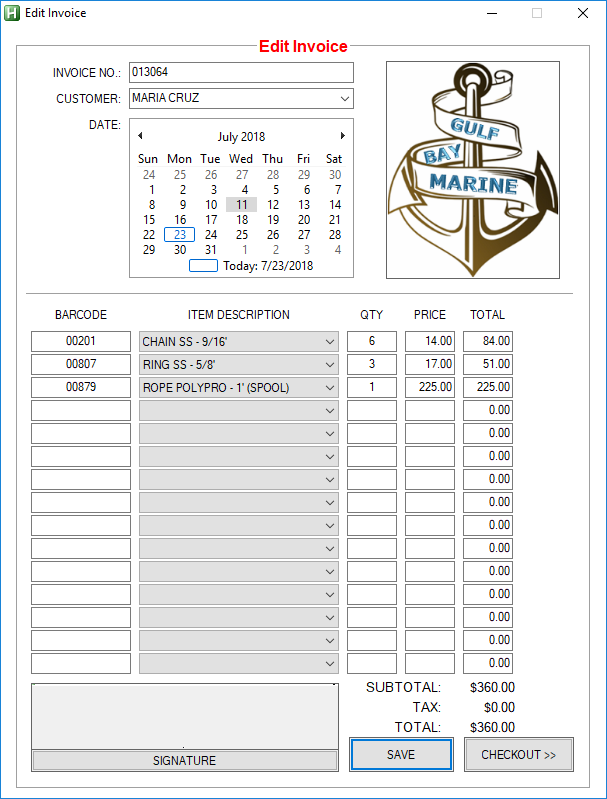 Edit Invoice
Edit Invoice
INVOICE NO.: 013064
CUSTOMER: MARIA CRUZ
DATE:
July 2018
Sun Mon Tue Wed Thu Fri Sat
24 25 26 27 28 29 30
1 2 3 4 5 6 7
8 9 10 11 12 13 14
15 16 17 18 19 20 21
22 23 24 25 26 27 28
29 30 31 1 2 3 4
Today: 7/23/2018
GULF
BAY
MARINE
BARCODE ITEM DESCRIPTION QTY PRICE TOTAL
00201 CHAIN SS - 9/16' 6 14.00 84.00
00807 RING SS - 5/8' 3 17.00 51.00
00879 ROPE POLYPRO - 1' (SPOOL) 1 225.00 225.00
0.00
0.00
0.00
0.00
0.00
0.00
0.00
0.00
0.00
0.00
0.00
0.00
SUBTOTAL: $360.00
TAX: $0.00
TOTAL: $360.00
SIGNATURE
SAVE
CHECKOUT >>